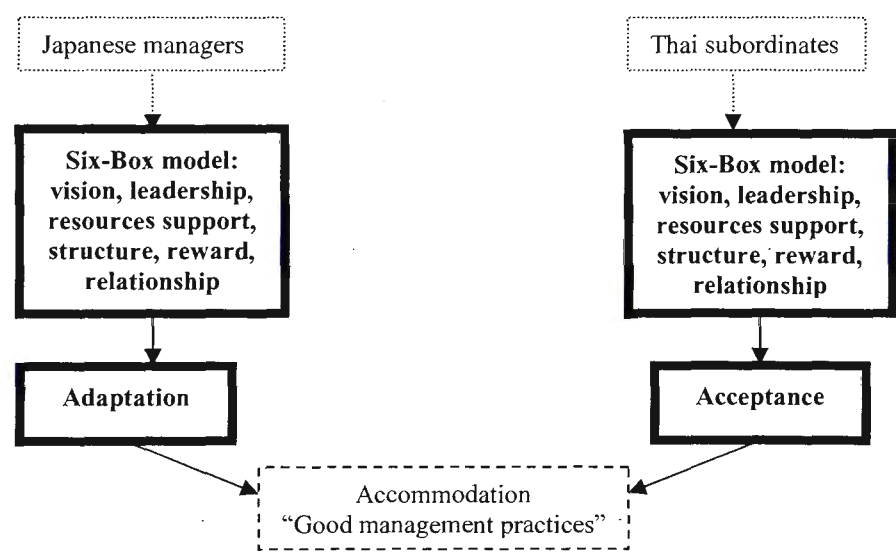 Japanese managers
Thai subordinates
Six-Box model:
vision, leadership,
resources support,
structure, reward,
relationship
Six-Box model:
vision, leadership,
resources support,
structure, reward,
relationship
Adaptation
Acceptance
Accommodation
“Good management practices”